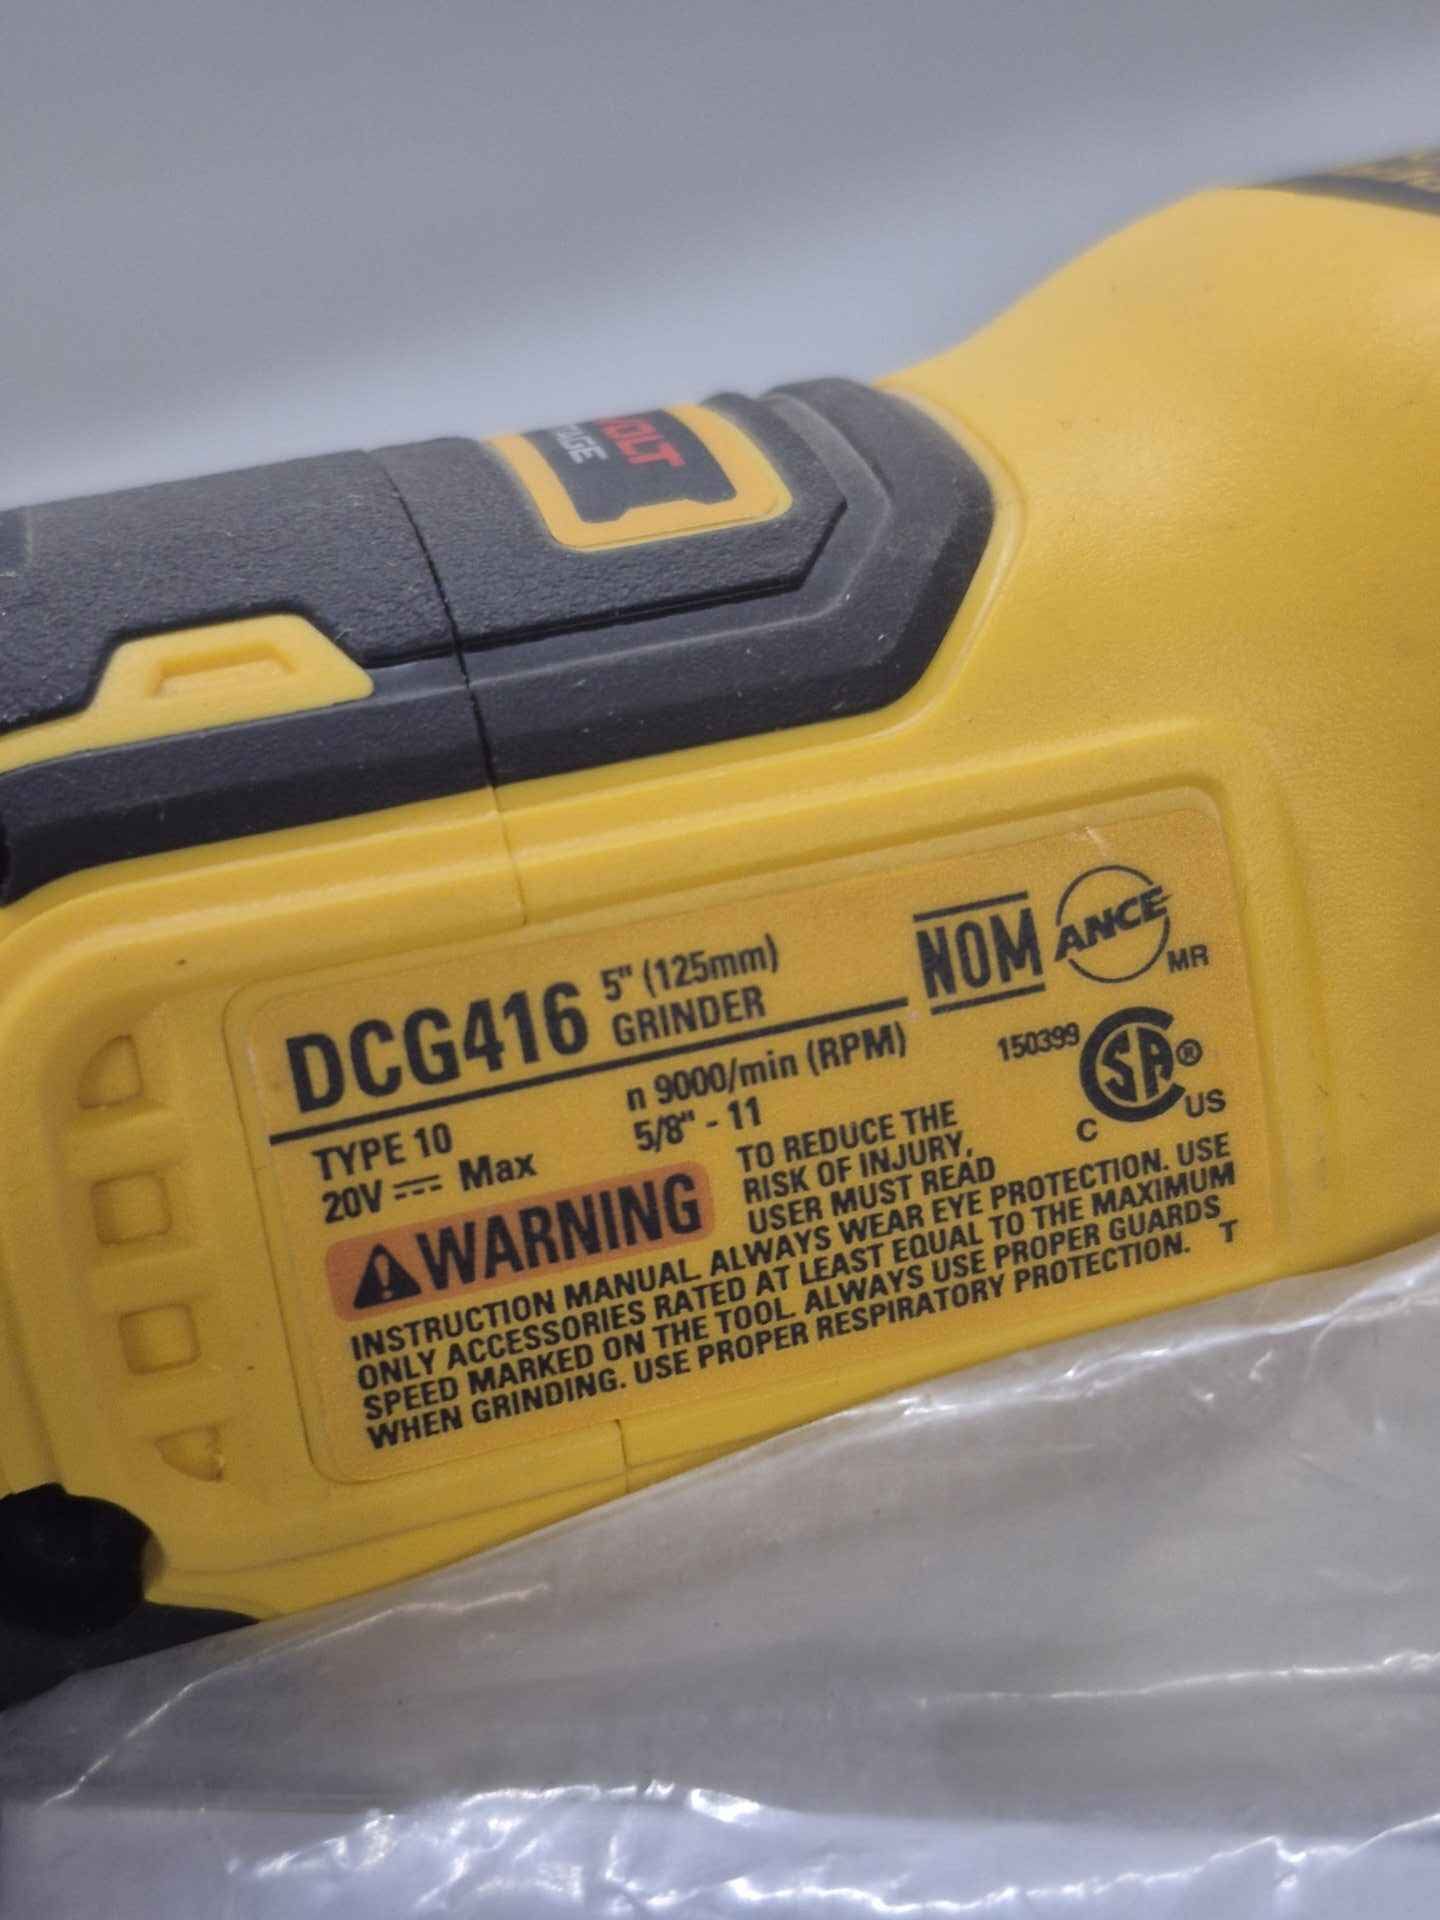 OLT
TAGE
DCG416 5" (125mm)
GRINDER
NOM
ANCE
MR
TYPE 10
n 9000/min (RPM)
20V ⎓ Max
5/8" - 11
150399
CSA®
C US
⚠WARNING
TO REDUCE THE
RISK OF INJURY,
USER MUST READ
INSTRUCTION MANUAL. ALWAYS WEAR EYE PROTECTION. USE
ONLY ACCESSORIES RATED AT LEAST EQUAL TO THE MAXIMUM
SPEED MARKED ON THE TOOL. ALWAYS USE PROPER GUARDS
WHEN GRINDING. USE PROPER RESPIRATORY PROTECTION. T